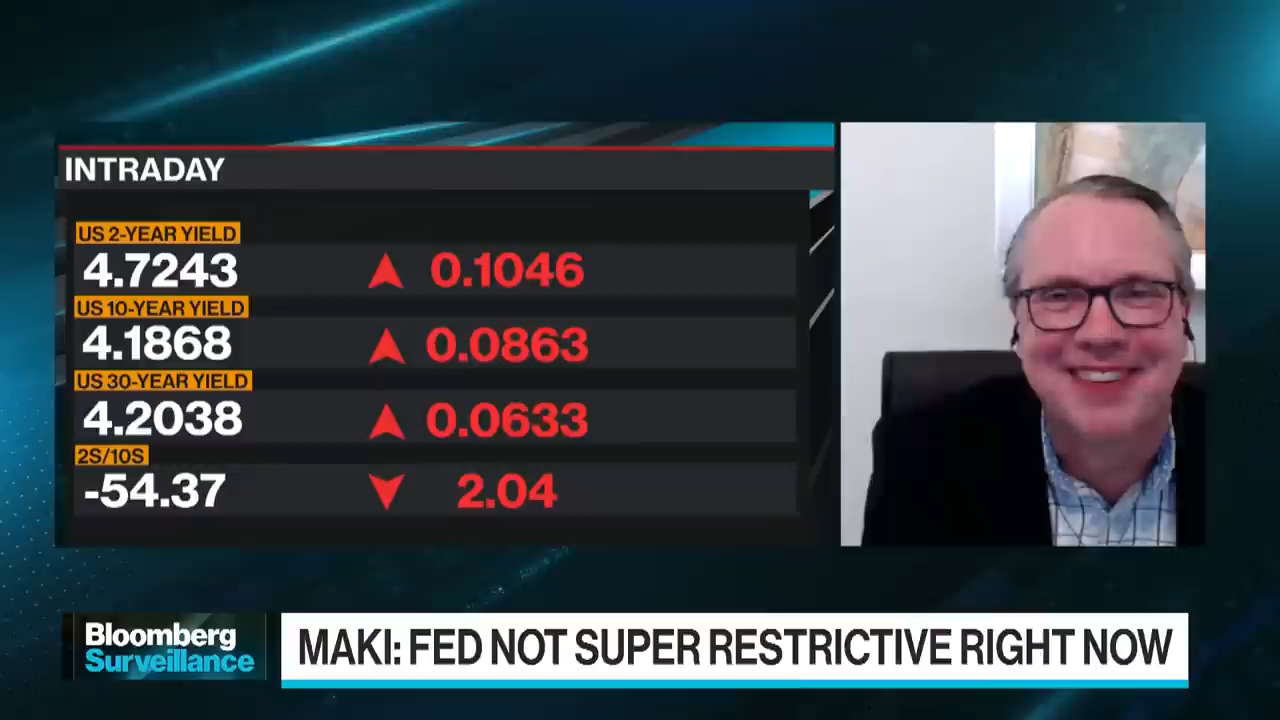 INTRADAY
US 2-YEAR YIELD
4.7243 ▲ 0.1046
US 10-YEAR YIELD
4.1868 ▲ 0.0863
US 30-YEAR YIELD
4.2038 ▲ 0.0633
2S/10S
-54.37 ▼ 2.04
Bloomberg
Surveillance
MAKI: FED NOT SUPER RESTRICTIVE RIGHT NOW